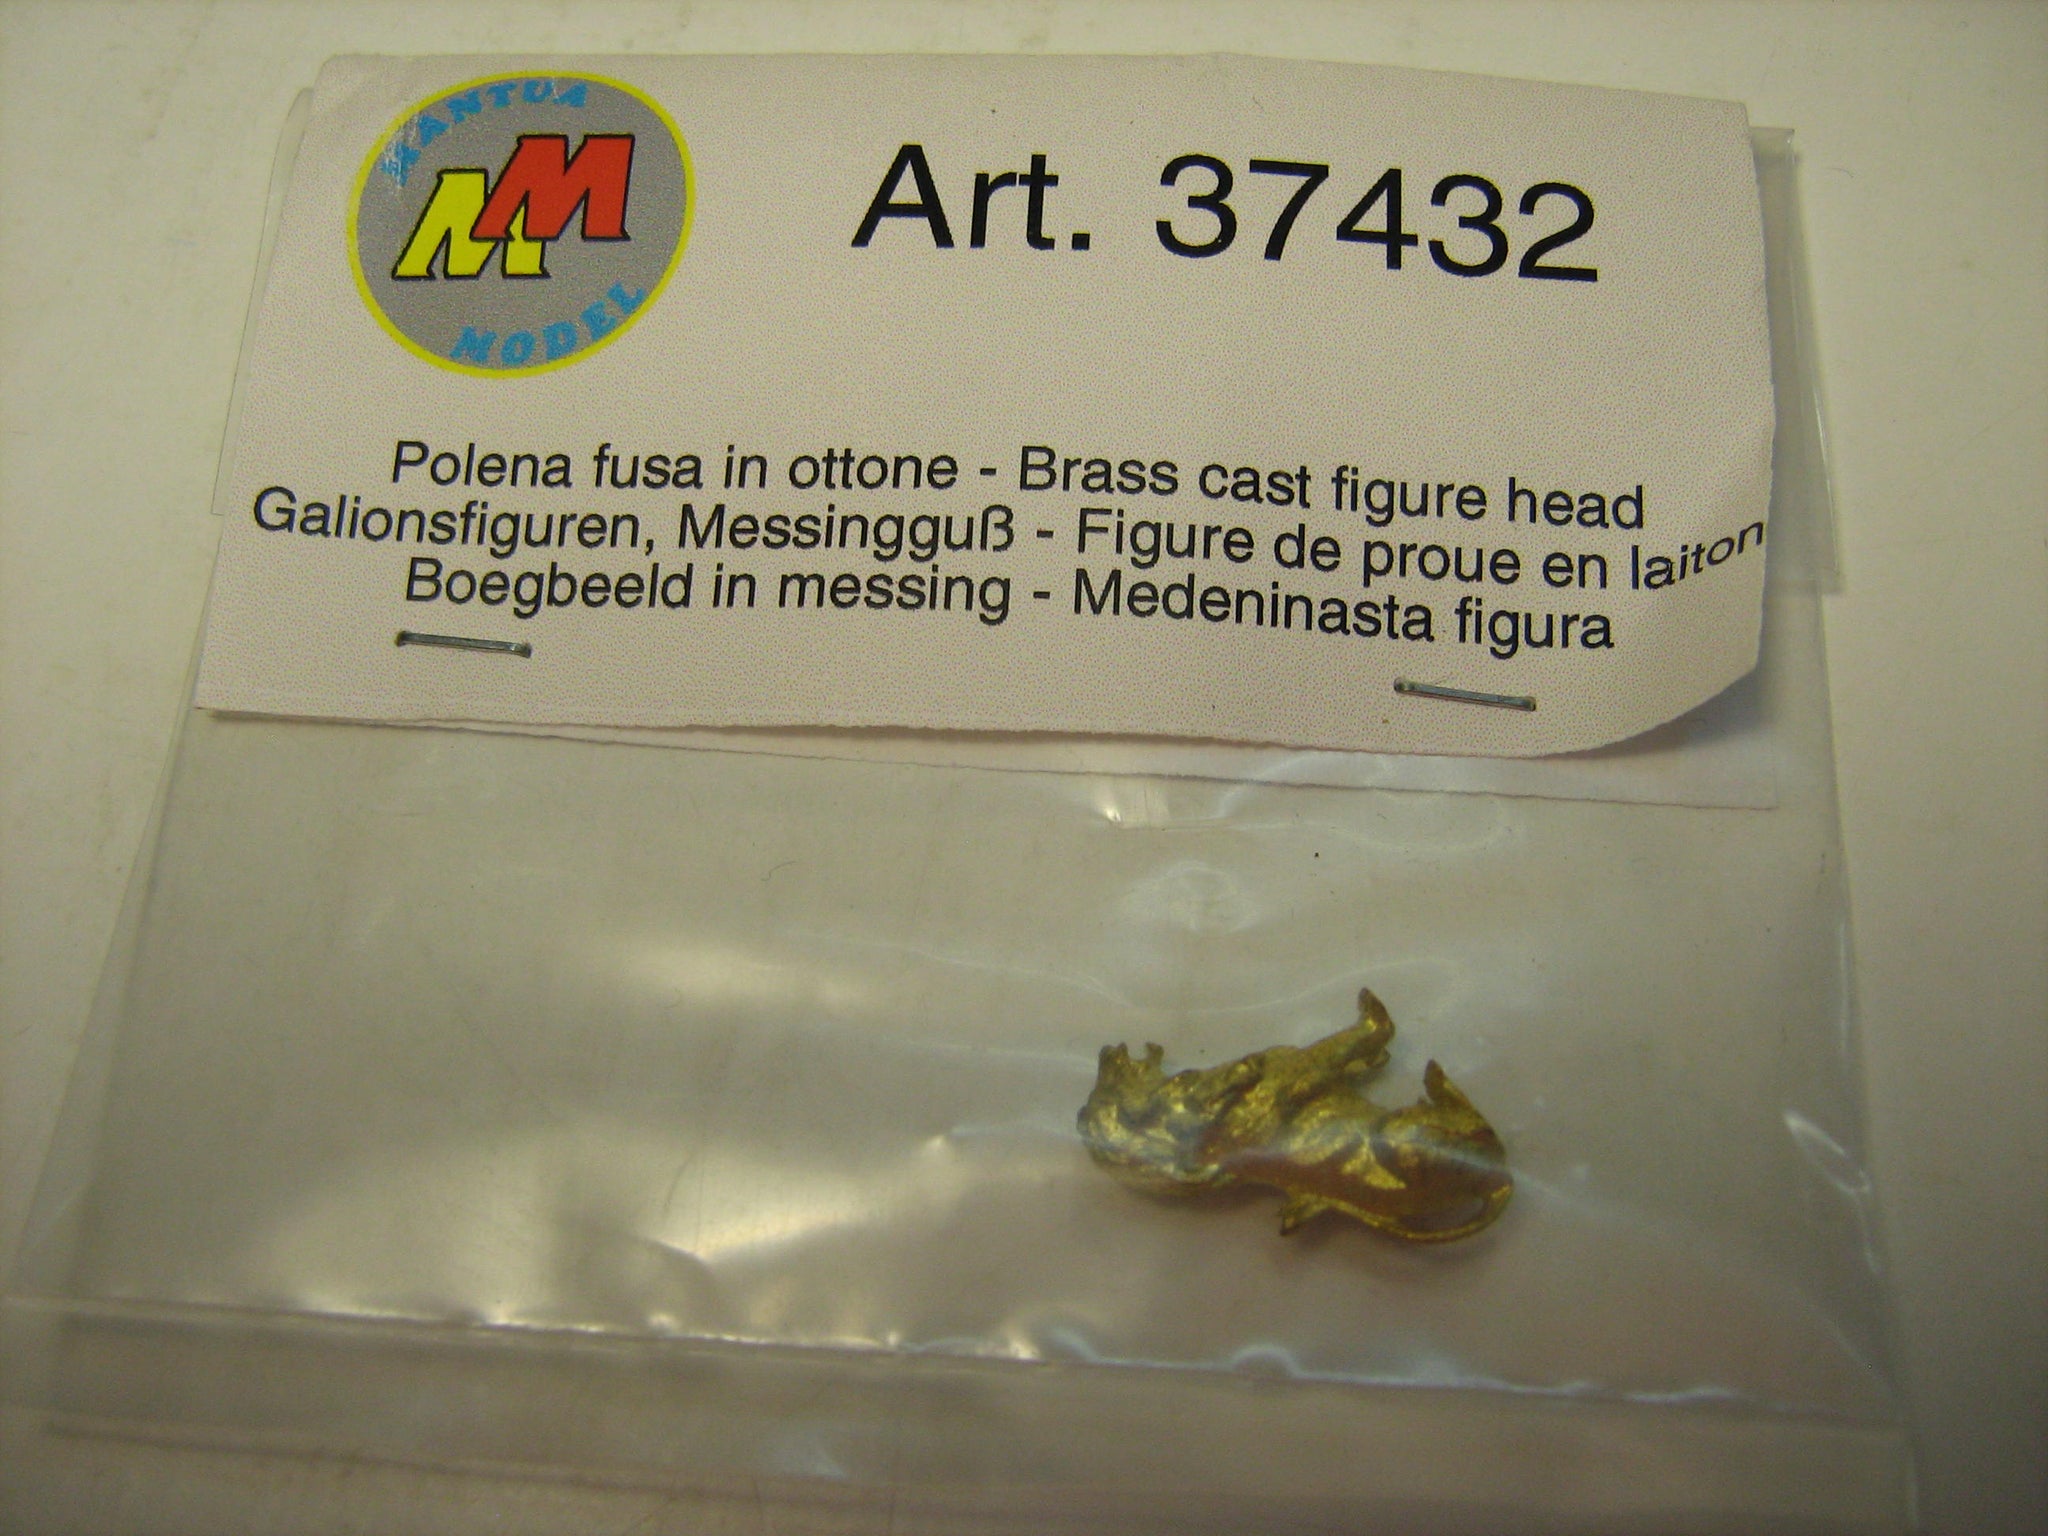 MANTUA
MM
MODEL
Art. 37432
Polena fusa in ottone - Brass cast figure head
Galionsfiguren, Messingguß - Figure de proue en laiton
Boegbeeld in messing - Medeninasta figura